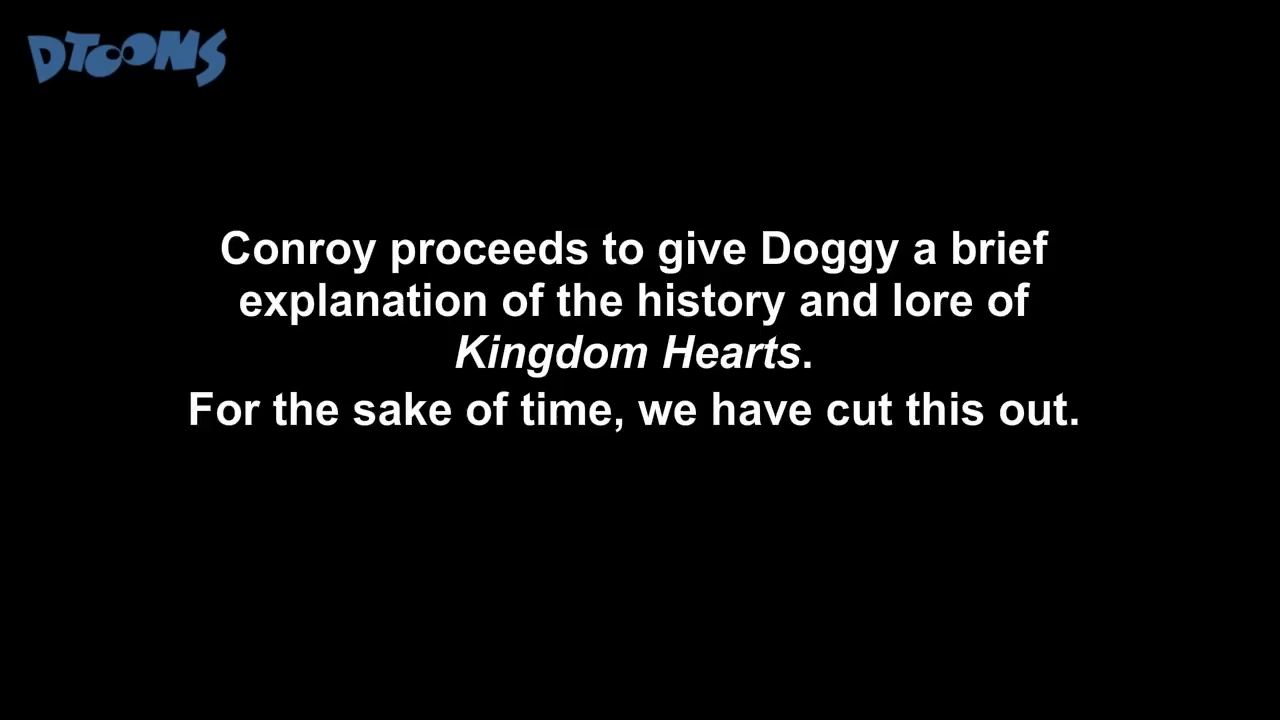 DTOONS
Conroy proceeds to give Doggy a brief
explanation of the history and lore of
Kingdom Hearts.
For the sake of time, we have cut this out.